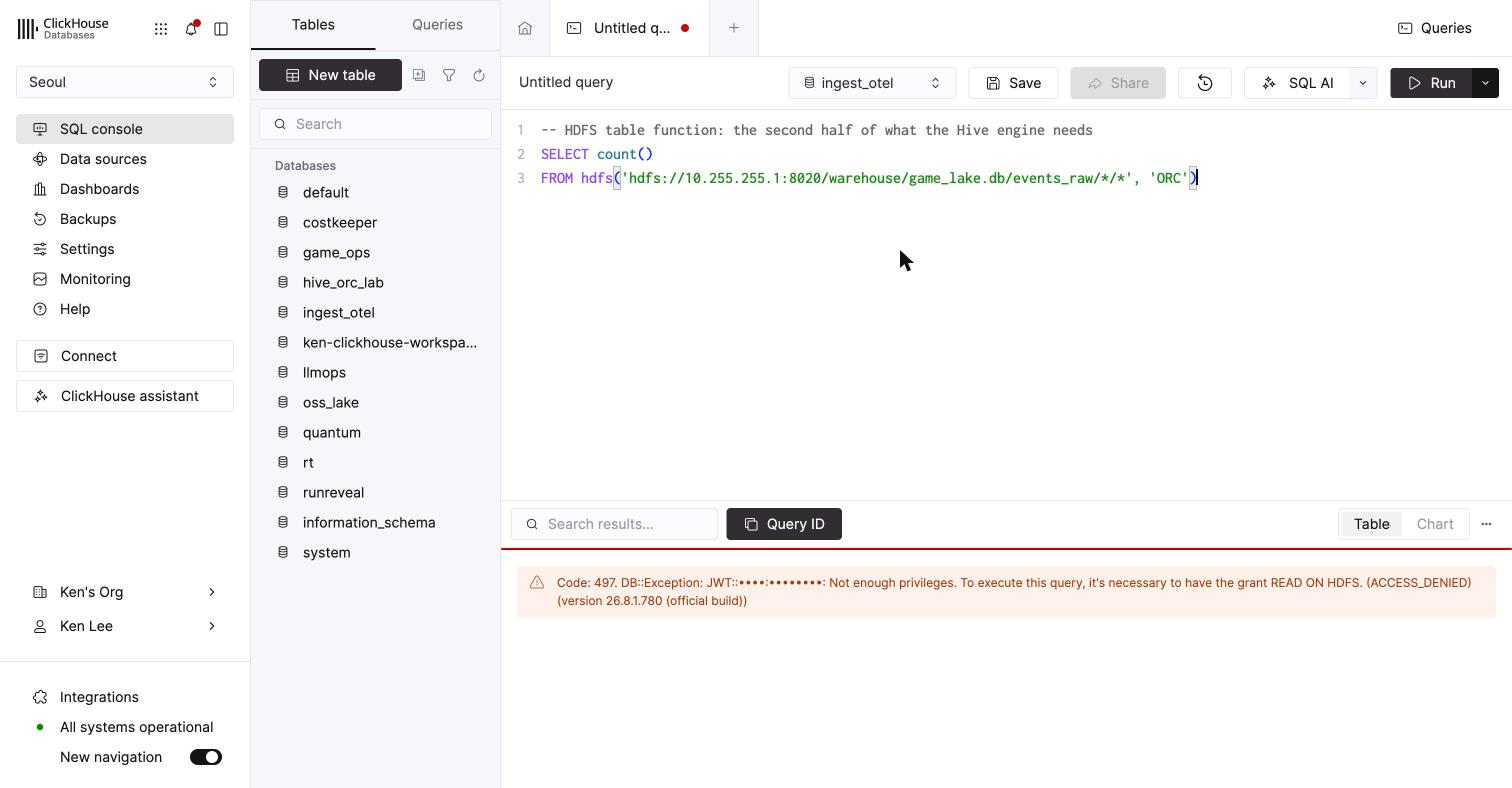 ClickHouse
Databases
Seoul
SQL console
Data sources
Dashboards
Backups
Settings
Monitoring
Help
Connect
ClickHouse assistant
Ken's Org
Ken Lee
Integrations
All systems operational
New navigation
Tables
Queries
New table
Search
Databases
default
costkeeper
game_ops
hive_orc_lab
ingest_otel
ken-clickhouse-workspa...
llmops
oss_lake
quantum
rt
runreveal
information_schema
system
Untitled q...
Queries
Untitled query
ingest_otel
Save
Share
SQL AI
Run
1 -- HDFS table function: the second half of what the Hive engine needs
2 SELECT count()
3 FROM hdfs('hdfs://10.255.255.1:8020/warehouse/game_lake.db/events_raw/*/*', 'ORC')
Search results...
Query ID
Table
Chart
Code: 497. DB::Exception: JWT::••••:••••••••: Not enough privileges. To execute this query, it's necessary to have the grant READ ON HDFS. (ACCESS_DENIED)
(version 26.8.1.780 (official build))